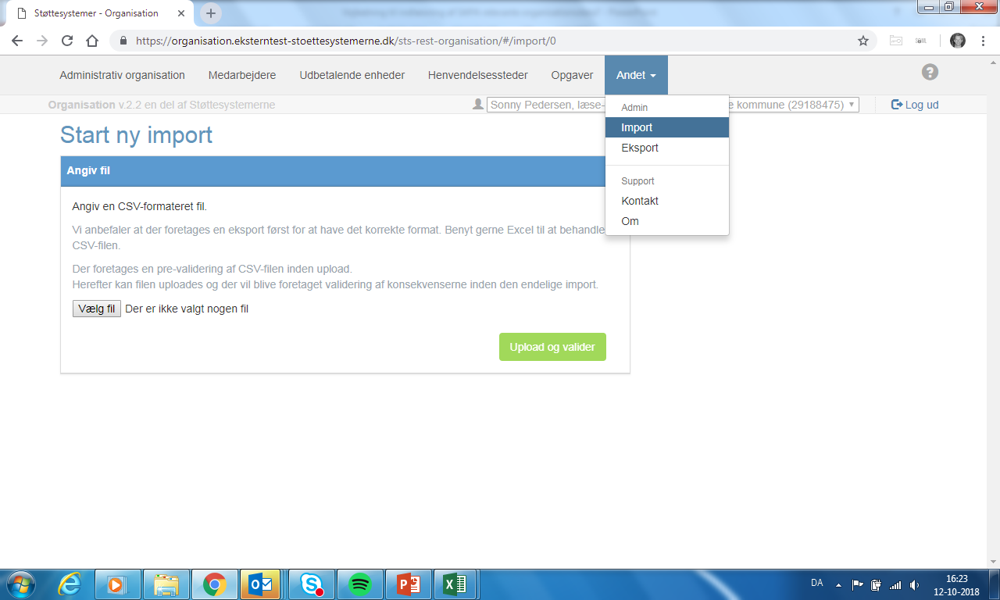 Støttesystemer - Organisation
https://organisation.eksterntest-stoettesystemerne.dk/sts-rest-organisation/#/import/0
Administrativ organisation Medarbejdere Udbetalende enheder Henvendelsessteder Opgaver Andet
Organisation v.2.2 en del af Støttesystemerne
Sonny Pedersen, læse- e kommune (29188475)
Log ud
Admin
Import
Eksport
Support
Kontakt
Om
Start ny import
Angiv fil
Angiv en CSV-formateret fil.
Vi anbefaler at der foretages en eksport først for at have det korrekte format. Benyt gerne Excel til at behandle
CSV-filen.
Der foretages en pre-validering af CSV-filen inden upload.
Herefter kan filen uploades og der vil blive foretaget validering af konsekvenserne inden den endelige import.
Vælg fil Der er ikke valgt nogen fil
Upload og valider
DA
16:23
12-10-2018